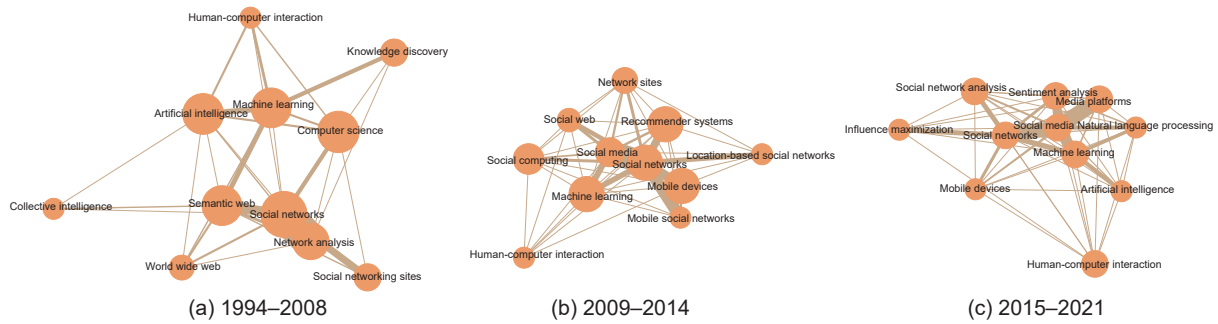 Human-computer interaction
Knowledge discovery
Machine learning
Artificial intelligence
Computer science
Collective intelligence
Semantic web
Social networks
Network analysis
World wide web
Social networking sites
(a) 1994–2008
Network sites
Social web
Recommender systems
Social media
Location-based social networks
Social computing
Social networks
Mobile devices
Machine learning
Mobile social networks
Human-computer interaction
(b) 2009–2014
Social network analysis
Sentiment analysis
Media platforms
Influence maximization
Social media
Natural language processing
Social networks
Machine learning
Mobile devices
Artificial intelligence
Human-computer interaction
(c) 2015–2021